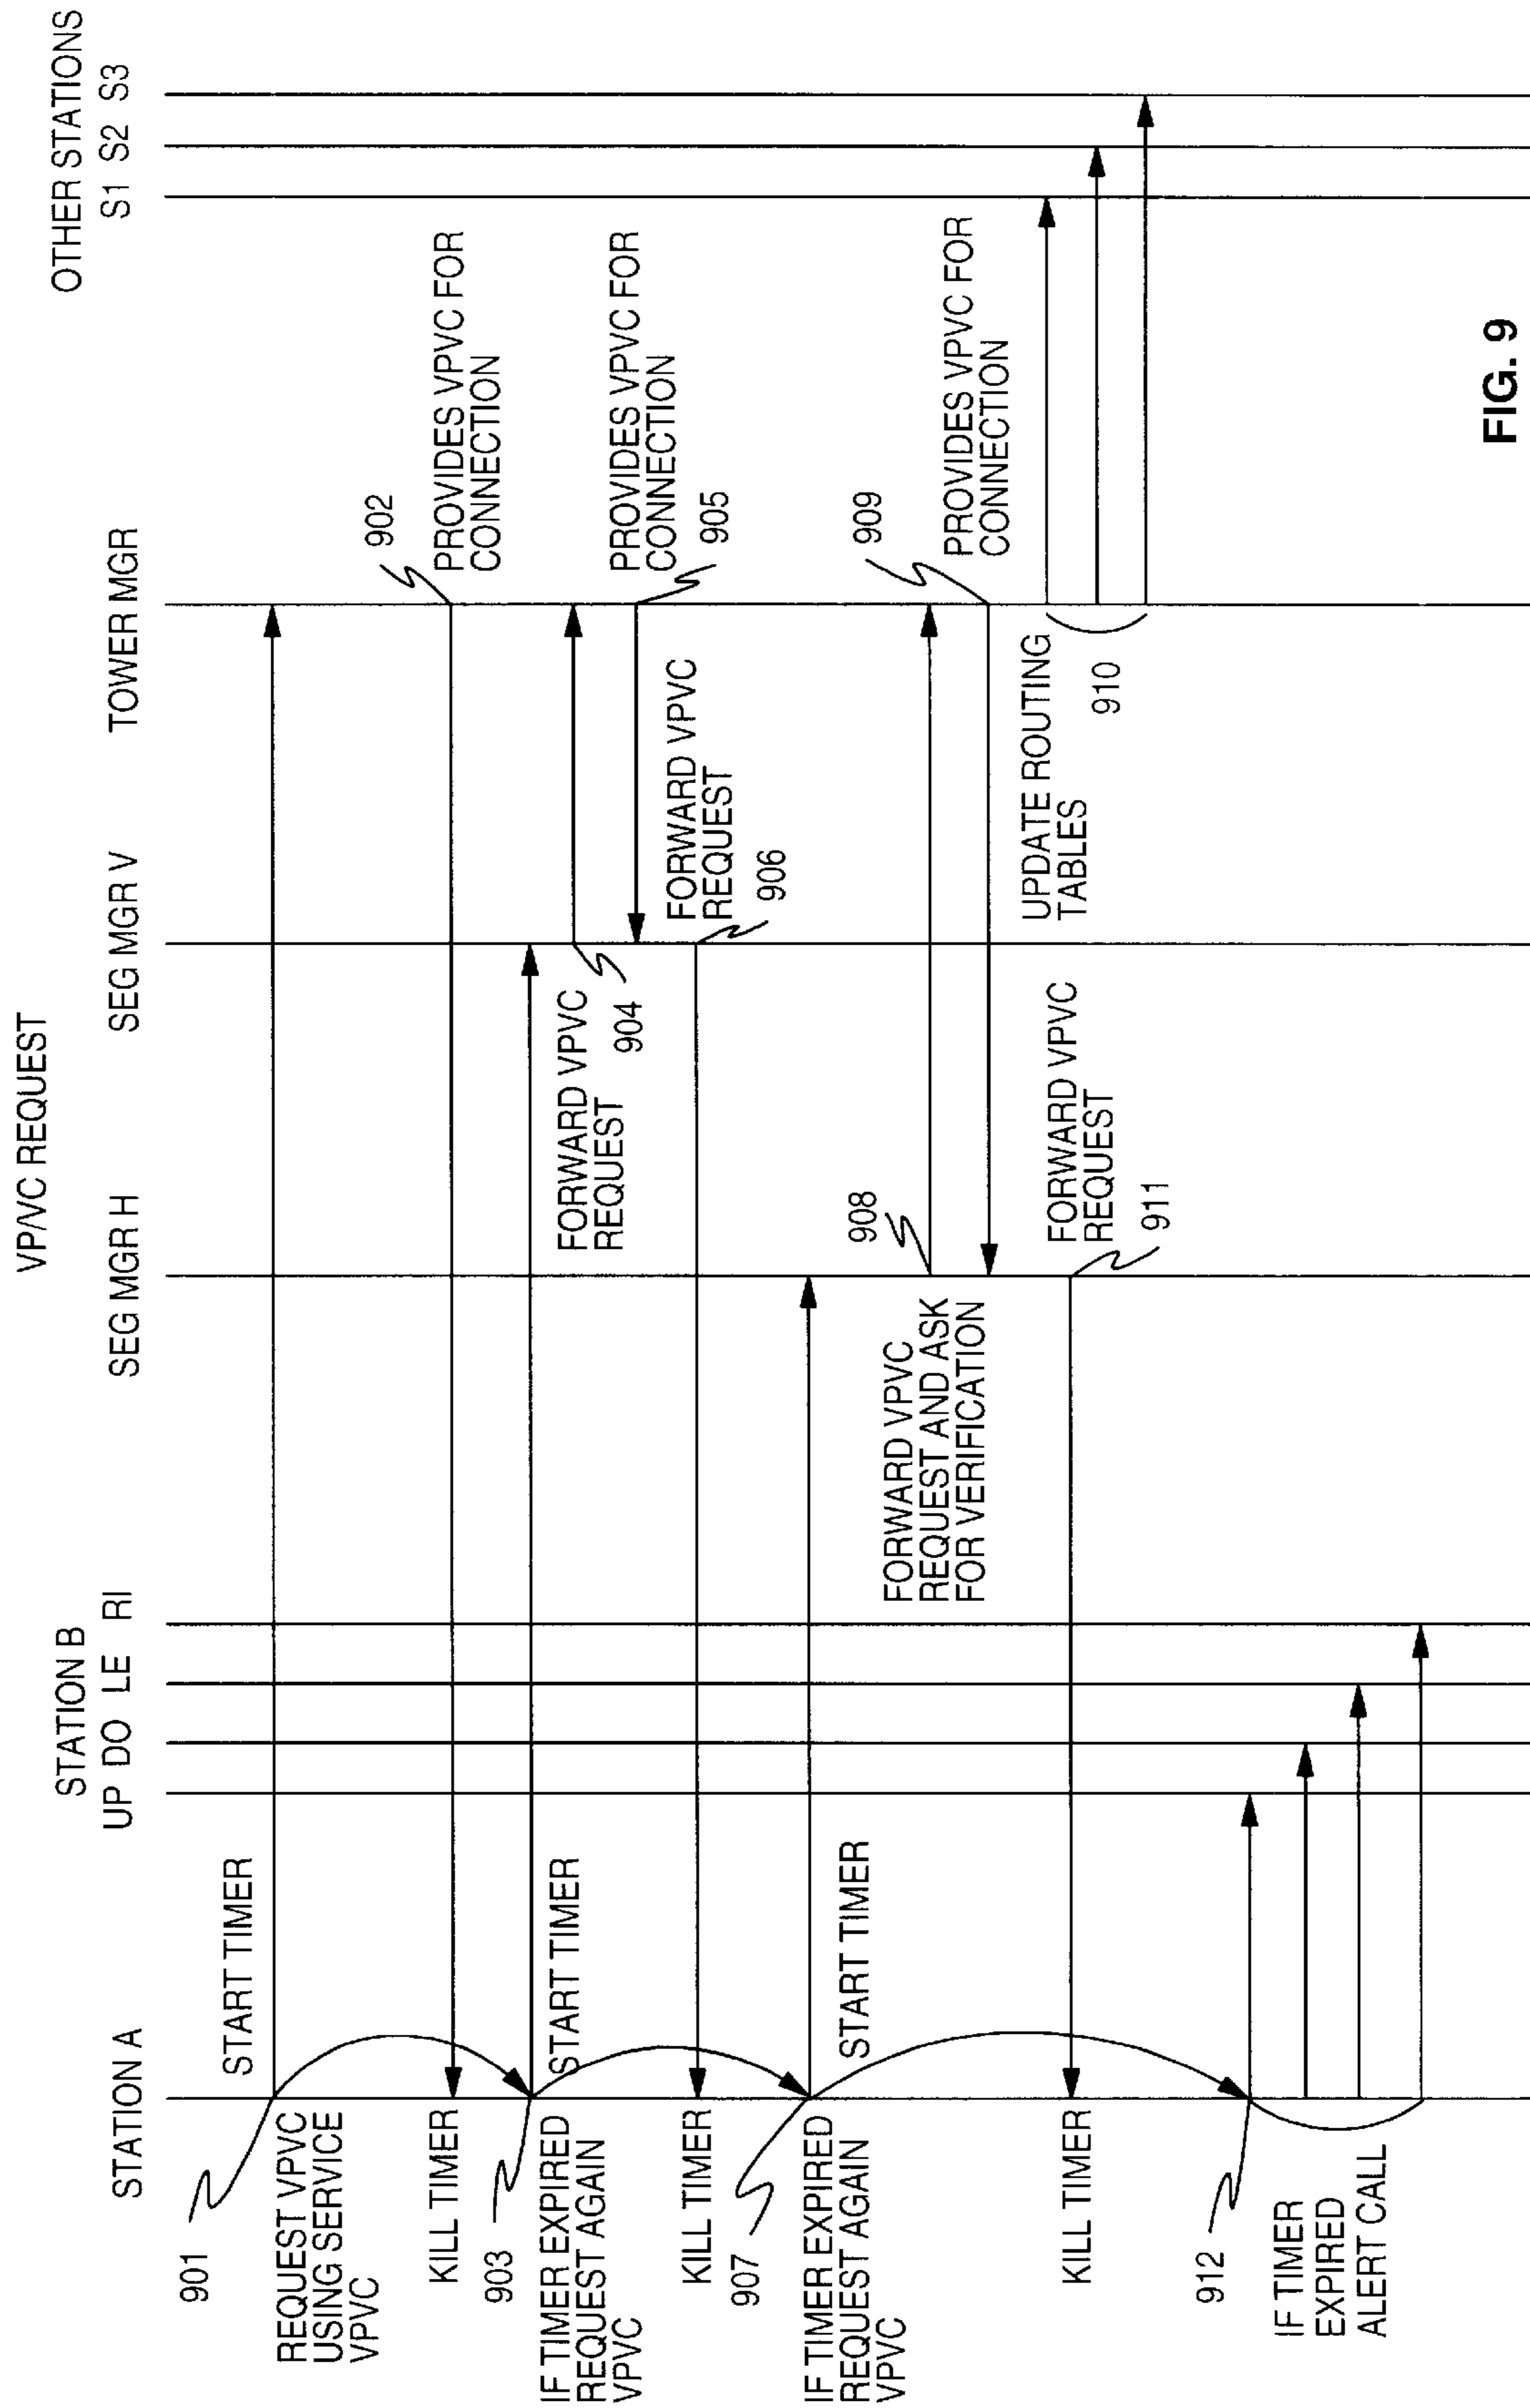 VP/VC REQUEST
STATION A
STATION B
UP DO LE RI
SEG MGR H
SEG MGR V
TOWER MGR
OTHER STATIONS
S1 S2 S3
901
START TIMER
REQUEST VPVC
USING SERVICE
VPVC
902
PROVIDES VPVC FOR
CONNECTION
KILL TIMER
903
START TIMER
IF TIMER EXPIRED
REQUEST AGAIN
VPVC
FORWARD VPVC
REQUEST
904
PROVIDES VPVC FOR
CONNECTION
905
FORWARD VPVC
REQUEST
906
KILL TIMER
907
START TIMER
IF TIMER EXPIRED
REQUEST AGAIN
VPVC
908
FORWARD VPVC
REQUEST AND ASK
FOR VERIFICATION
909
PROVIDES VPVC FOR
CONNECTION
UPDATE ROUTING
TABLES
910
FORWARD VPVC
REQUEST
911
KILL TIMER
912
IF TIMER
EXPIRED
ALERT CALL
FIG. 9